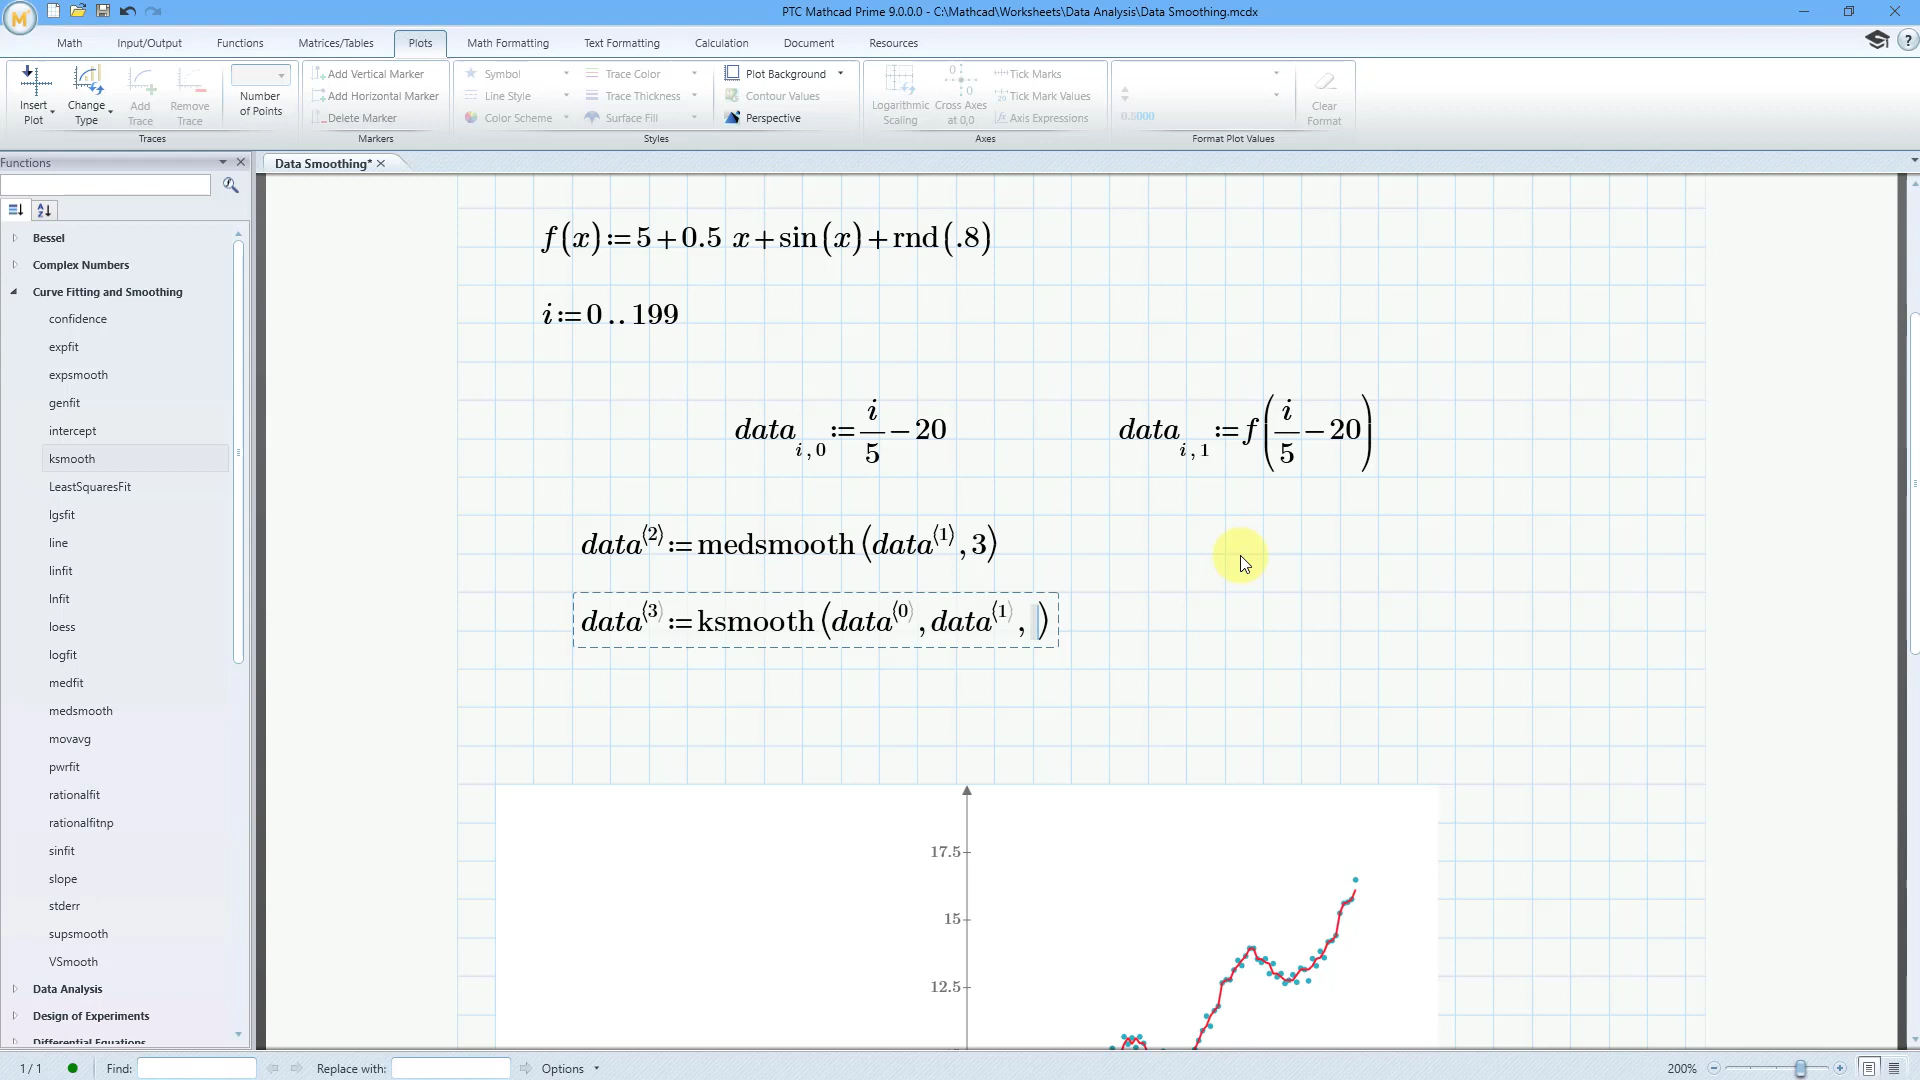 PTC Mathcad Prime 9.0.0.0 - C:\Mathcad\Worksheets\Data Analysis\Data Smoothing.mcdx
Math
Input/Output
Functions
Matrices/Tables
Plots
Math Formatting
Text Formatting
Calculation
Document
Resources
Insert Plot
Change Type
Add Trace
Remove Trace
Number of Points
Traces
Add Vertical Marker
Add Horizontal Marker
Delete Marker
Markers
Symbol
Line Style
Color Scheme
Trace Color
Trace Thickness
Surface Fill
Styles
Plot Background
Contour Values
Perspective
Logarithmic Scaling
Cross Axes at 0,0
Tick Marks
Tick Mark Values
Axis Expressions
Axes
0.5000
Clear Format
Format Plot Values
Functions
Data Smoothing*
Bessel
Complex Numbers
Curve Fitting and Smoothing
confidence
expfit
expsmooth
genfit
intercept
ksmooth
LeastSquaresFit
lgsfit
line
linfit
lnfit
loess
logfit
medfit
medsmooth
movavg
pwrfit
rationalfit
rationalfitnp
sinfit
slope
stderr
supsmooth
VSmooth
Data Analysis
Design of Experiments
Differential Equations
f(x):=5+0.5 x+sin(x)+rnd(.8)
i:=0..199
data i,0 := i/5 −20
data i,1 := f(i/5 −20)
data⟨2⟩:=medsmooth(data⟨1⟩,3)
data⟨3⟩:=ksmooth(data⟨0⟩,data⟨1⟩, )
17.5
15
12.5
1 / 1
Find:
Replace with:
Options
200%